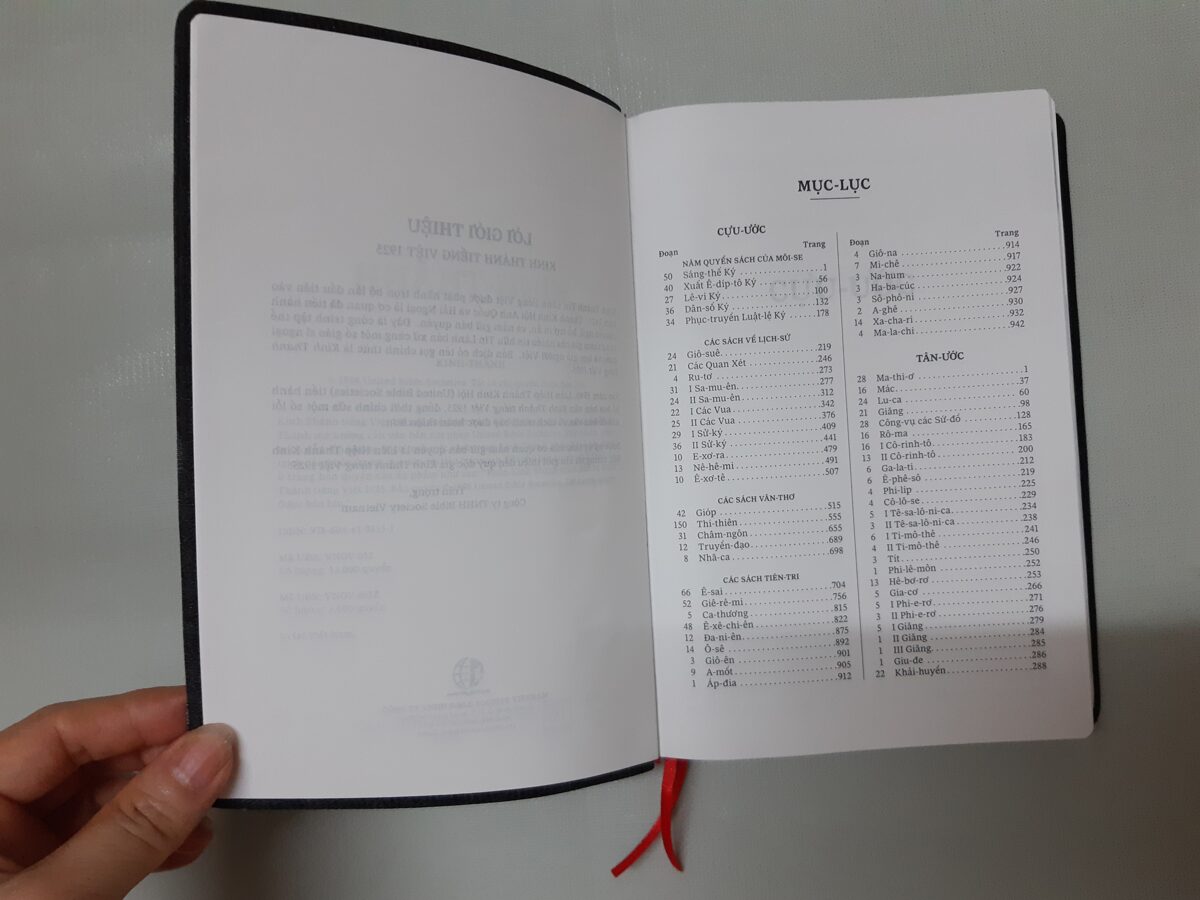 MỤC-LỤC
CỰU-ƯỚC
Đoạn Trang
NĂM QUYỂN SÁCH CỦA MÔI-SE
50 Sáng-thế Ký 1
40 Xuất Ê-díp-tô Ký 56
27 Lê-vi Ký 100
36 Dân-số Ký 132
34 Phục-truyền Luật-lệ Ký 178
CÁC SÁCH VỀ LỊCH-SỬ
24 Giô-suê 219
21 Các Quan Xét 246
4 Ru-tơ 273
31 I Sa-mu-ên 277
24 II Sa-mu-ên 312
22 I Các Vua 342
25 II Các Vua 376
29 I Sử-ký 409
36 II Sử-ký 441
10 E-xơ-ra 479
13 Nê-hê-mi 491
10 Ê-xơ-tê 507
CÁC SÁCH VĂN-THƠ
42 Gióp 515
150 Thi-thiên 555
31 Châm-ngôn 655
12 Truyền-đạo 689
8 Nhã-ca 698
CÁC SÁCH TIÊN-TRI
66 Ê-sai 704
52 Giê-rê-mi 756
5 Ca-thương 815
48 Ê-xê-chi-ên 822
12 Đa-ni-ên 875
14 Ô-sê 892
3 Giô-ên 901
9 A-mốt 905
1 Áp-đia 912
Đoạn Trang
4 Giô-na 914
7 Mi-chê 917
3 Na-hum 922
3 Ha-ba-cúc 924
3 Sô-phô-ni 927
2 A-ghê 930
14 Xa-cha-ri 932
4 Ma-la-chi 942
TÂN-ƯỚC
28 Ma-thi-ơ 1
16 Mác 37
24 Lu-ca 60
21 Giăng 98
28 Công-vụ các Sứ-đồ 128
16 Rô-ma 165
16 I Cô-rinh-tô 183
13 II Cô-rinh-tô 200
6 Ga-la-ti 212
6 Ê-phê-sô 219
4 Phi-líp 225
4 Cô-lô-se 229
5 I Tê-sa-lô-ni-ca 234
3 II Tê-sa-lô-ni-ca 238
6 I Ti-mô-thê 241
4 II Ti-mô-thê 246
3 Tít 250
1 Phi-lê-môn 252
13 Hê-bơ-rơ 253
5 Gia-cơ 266
5 I Phi-e-rơ 271
3 II Phi-e-rơ 276
5 I Giăng 279
1 II Giăng 284
1 III Giăng 285
1 Giu-đe 286
22 Khải-huyền 288
LỜI GIỚI THIỆU
KINH THÁNH TIẾNG VIỆT 1925